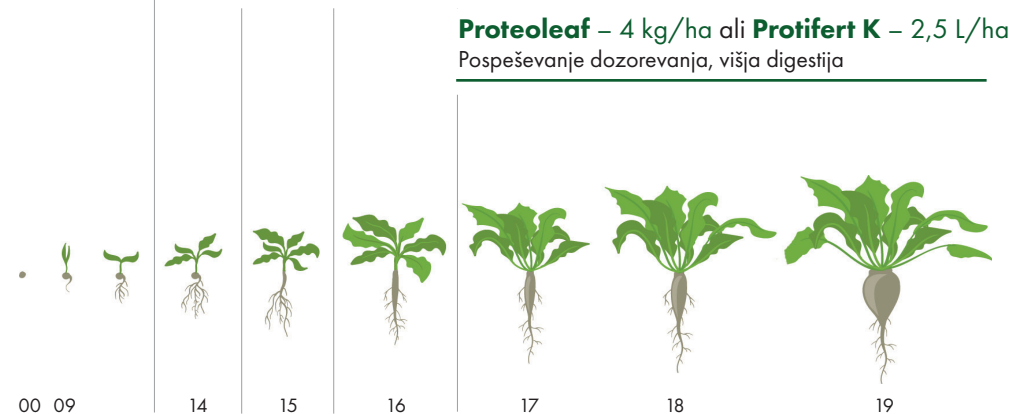 Proteoleaf – 4 kg/ha ali Protifert K – 2,5 L/ha
Pospeševanje dozorevanja, višja digestija
00 09 14 15 16 17 18 19